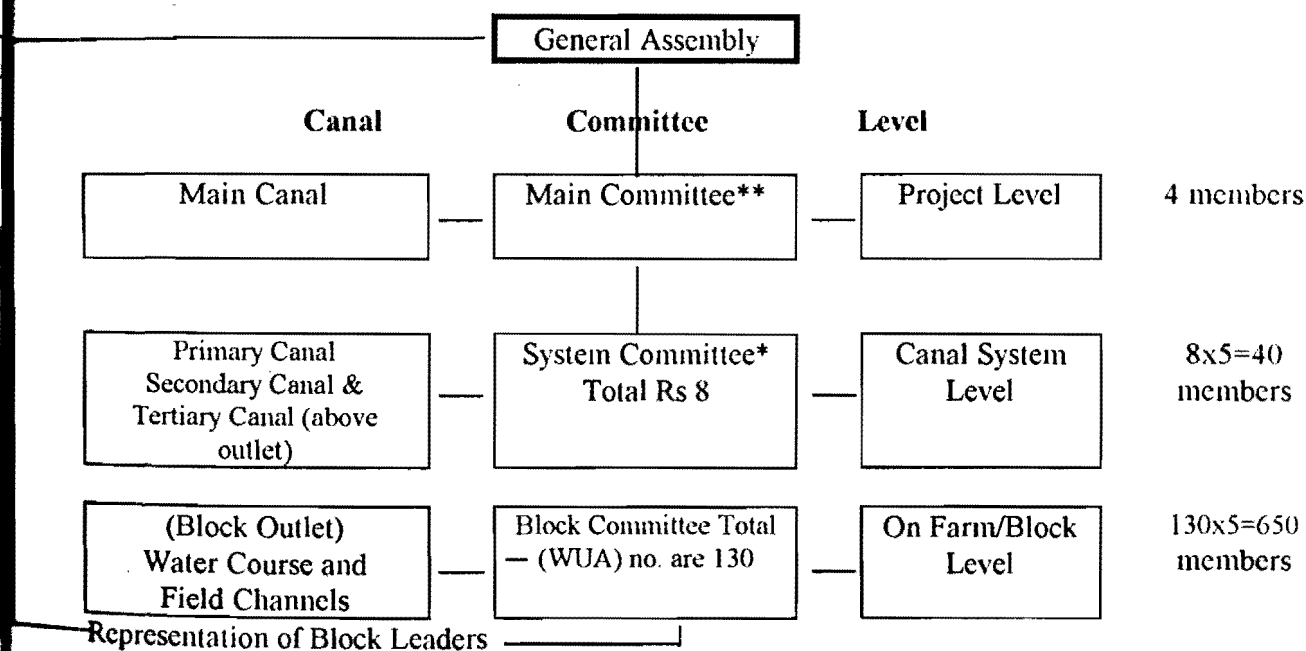 General Assembly
Canal Committee Level
Main Canal
Main Committee**
Project Level
4 members
Primary Canal
Secondary Canal &
Tertiary Canal (above
outlet)
System Committee*
Total Rs 8
Canal System
Level
8x5=40
members
(Block Outlet)
Water Course and
Field Channels
Block Committee Total
— (WUA) no. are 130
On Farm/Block
Level
130x5=650
members
Representation of Block Leaders